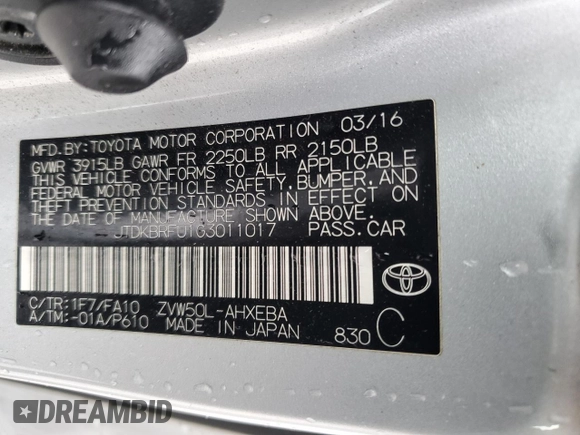 MFD.BY:TOYOTA MOTOR CORPORATION 03/16
GVWR 3915LB GAWR FR 2250LB RR 2150LB
THIS VEHICLE CONFORMS TO ALL APPLICABLE
FEDERAL MOTOR VEHICLE SAFETY,BUMPER,AND
THEFT PREVENTION STANDARDS IN EFFECT ON
THE DATE OF MANUFACTURE SHOWN ABOVE.
JTDKBRFU1G3011017 PASS.CAR
C/TR:1F7/FA10 ZVW50L-AHXEBA
A/TM:-01A/P610 MADE IN JAPAN 830 C
DREAMBID